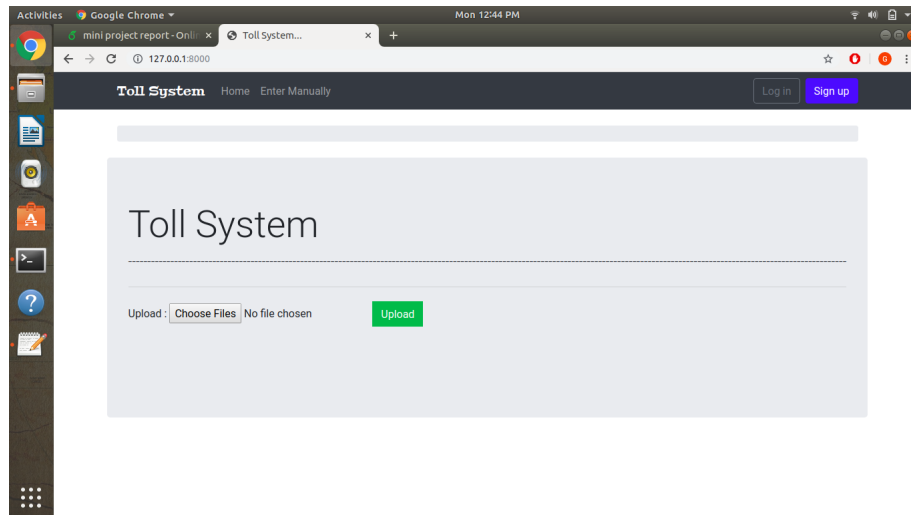 Activities Google Chrome Mon 12:44 PM
mini project report - Onlin Toll System...
127.0.0.1:8000 G
Toll System Home Enter Manually Log in Sign up
Toll System
Upload : Choose Files No file chosen Upload